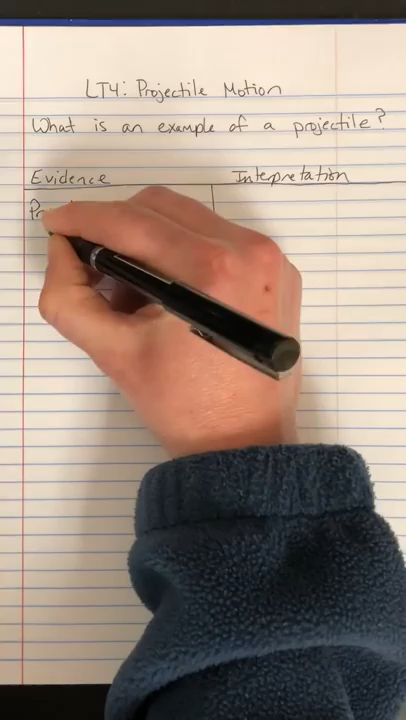 LT4: Projectile Motion
What is an example of a projectile?
Evidence Interpretation